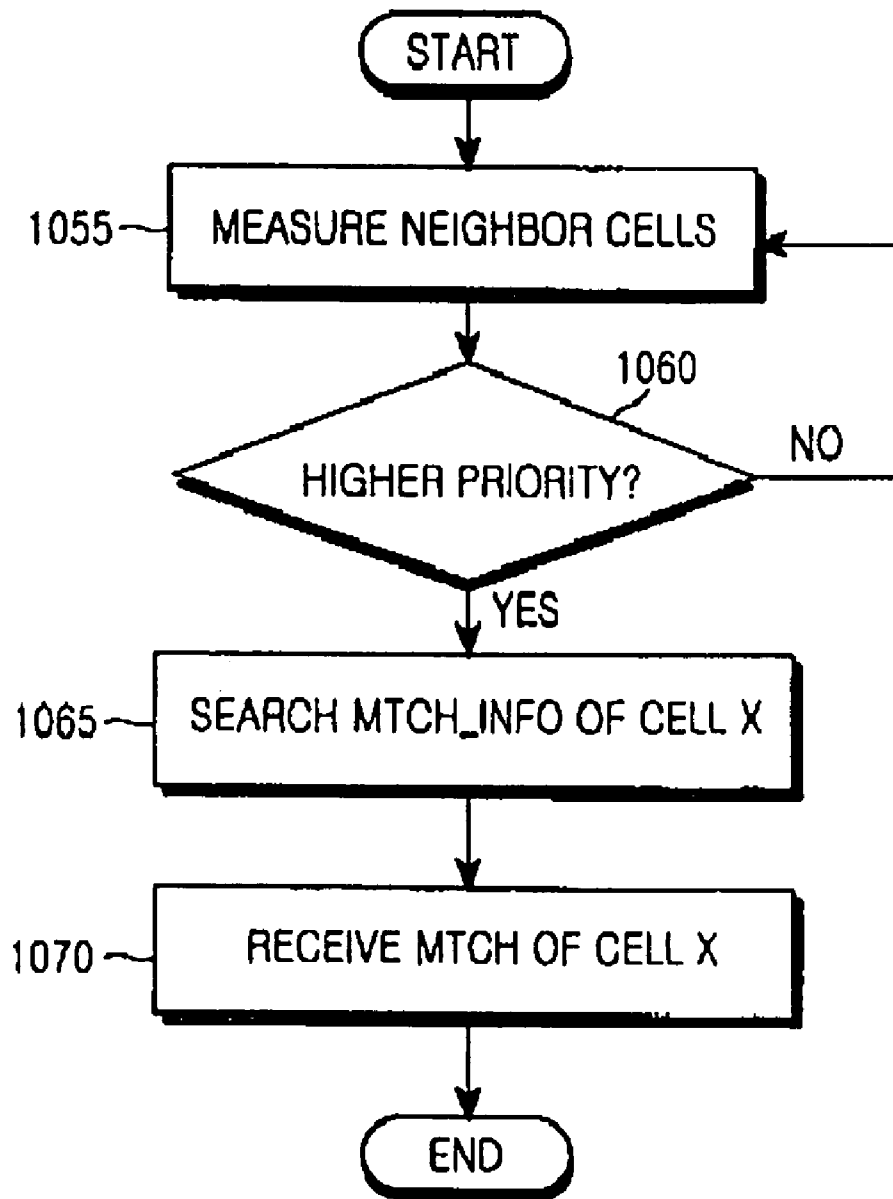 START
1055
MEASURE NEIGHBOR CELLS
1060
HIGHER PRIORITY?
NO
YES
1065
SEARCH MTCH_INFO OF CELL X
1070
RECEIVE MTCH OF CELL X
END